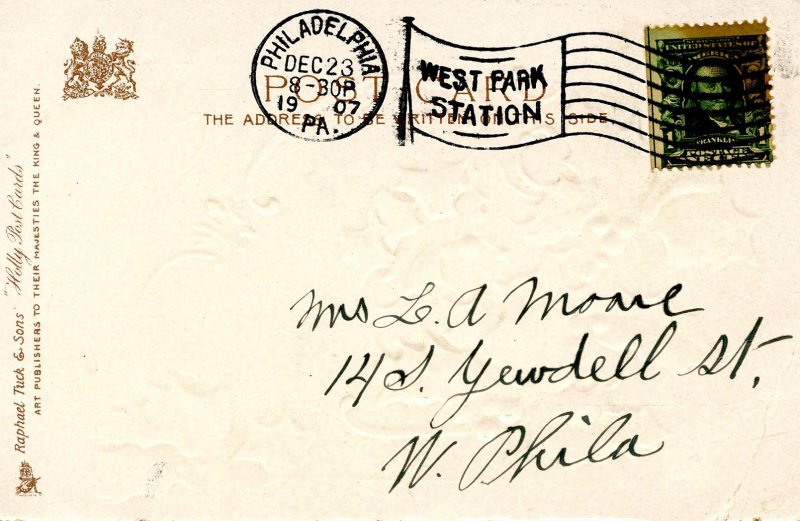 PHILADELPHIA
DEC 23
8-30P
19 07
PA.
WEST PARK
STATION
POST CARD
THE ADDRESS TO BE WRITTEN ON THIS SIDE.
UNITED STATES OF
FRANKLIN
POSTAGE
Raphael Tuck & Sons' "Holly Post Cards"
ART PUBLISHERS TO THEIR MAJESTIES THE KING & QUEEN.
Mrs L. A Moore
14 S. Yewdell St.
W. Phila